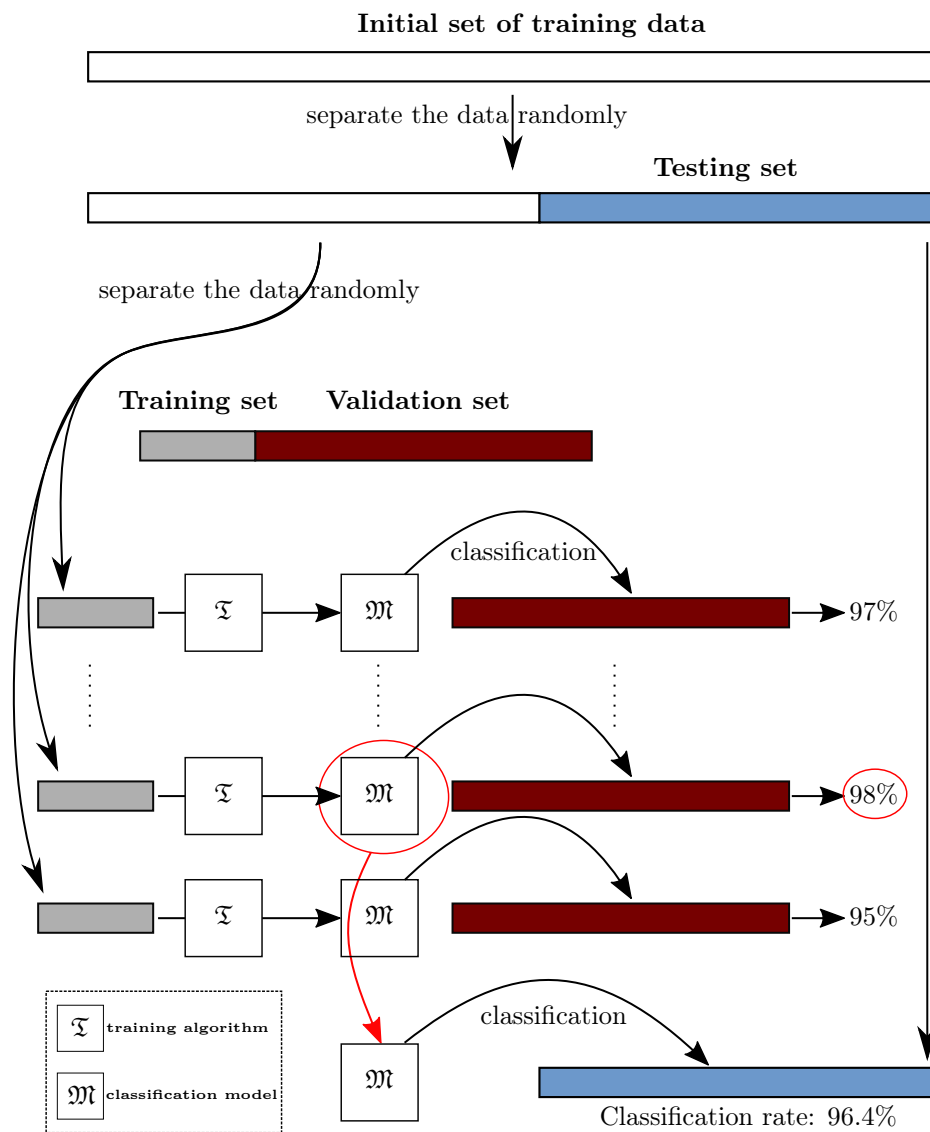 Initial set of training data
separate the data randomly
Testing set
separate the data randomly
Training set Validation set
classification
𝔗 𝔐 97%
𝔗 𝔐 98%
𝔗 𝔐 95%
classification
𝔗 training algorithm
𝔐 classification model
𝔐
Classification rate: 96.4%